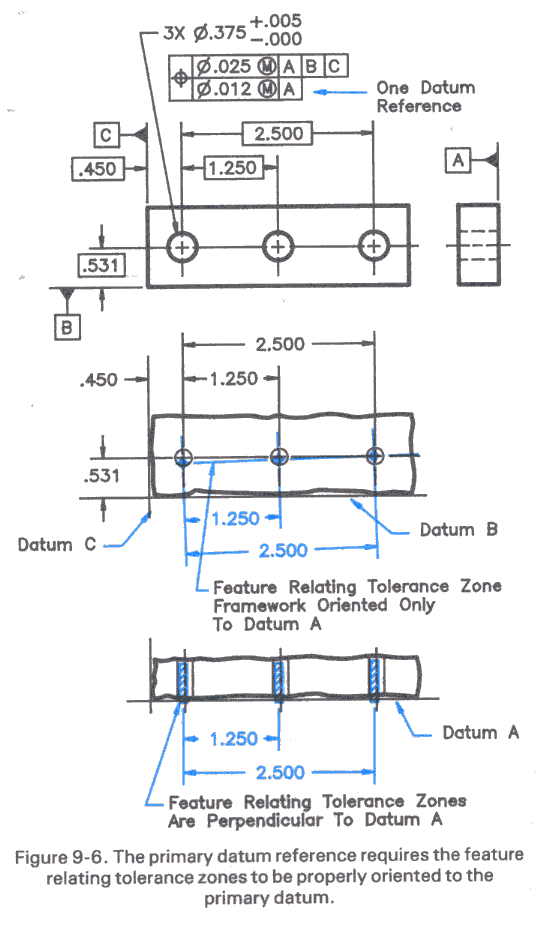 3X Ø.375 +.005
-.000
⌖ Ø.025 Ⓜ A B C
Ø.012 Ⓜ A
One Datum
Reference
C
2.500
A
.450
1.250
.531
B
2.500
.450
1.250
.531
1.250
Datum B
Datum C
2.500
Feature Relating Tolerance Zone
Framework Oriented Only
To Datum A
Datum A
1.250
2.500
Feature Relating Tolerance Zones
Are Perpendicular To Datum A
Figure 9-6. The primary datum reference requires the feature
relating tolerance zones to be properly oriented to the
primary datum.